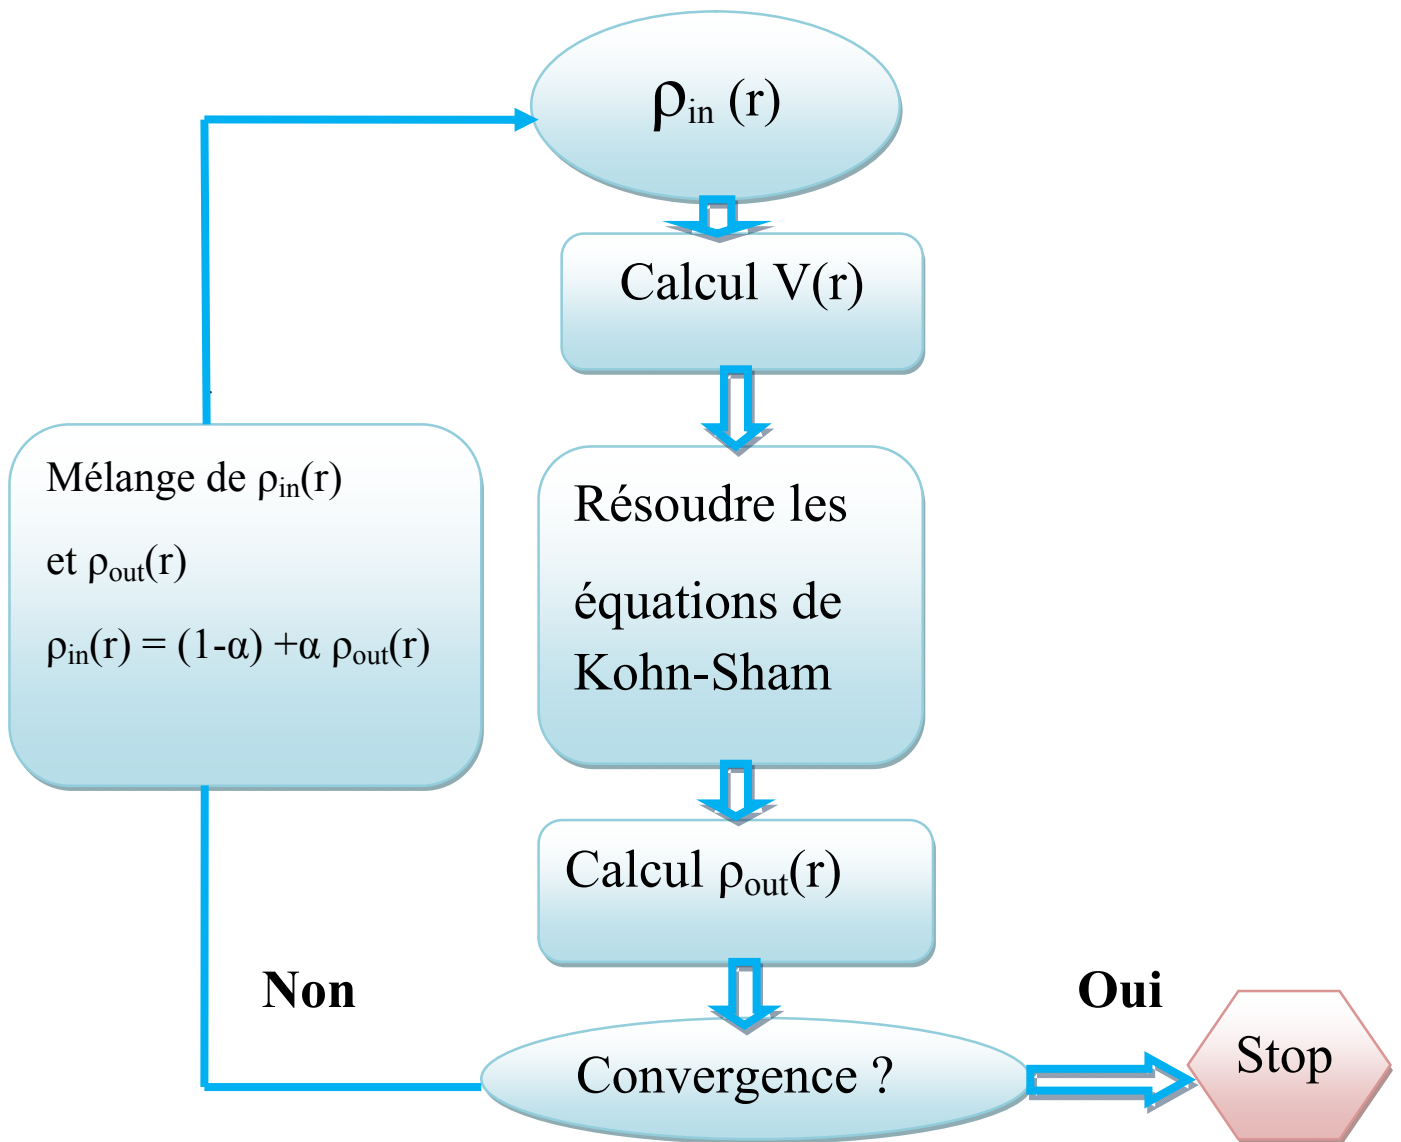 ρin (r)
Calcul V(r)
Mélange de ρin(r)
et ρout(r)
ρin(r) = (1-α) +α ρout(r)
Résoudre les
équations de
Kohn-Sham
Calcul ρout(r)
Non
Oui
Convergence ?
Stop